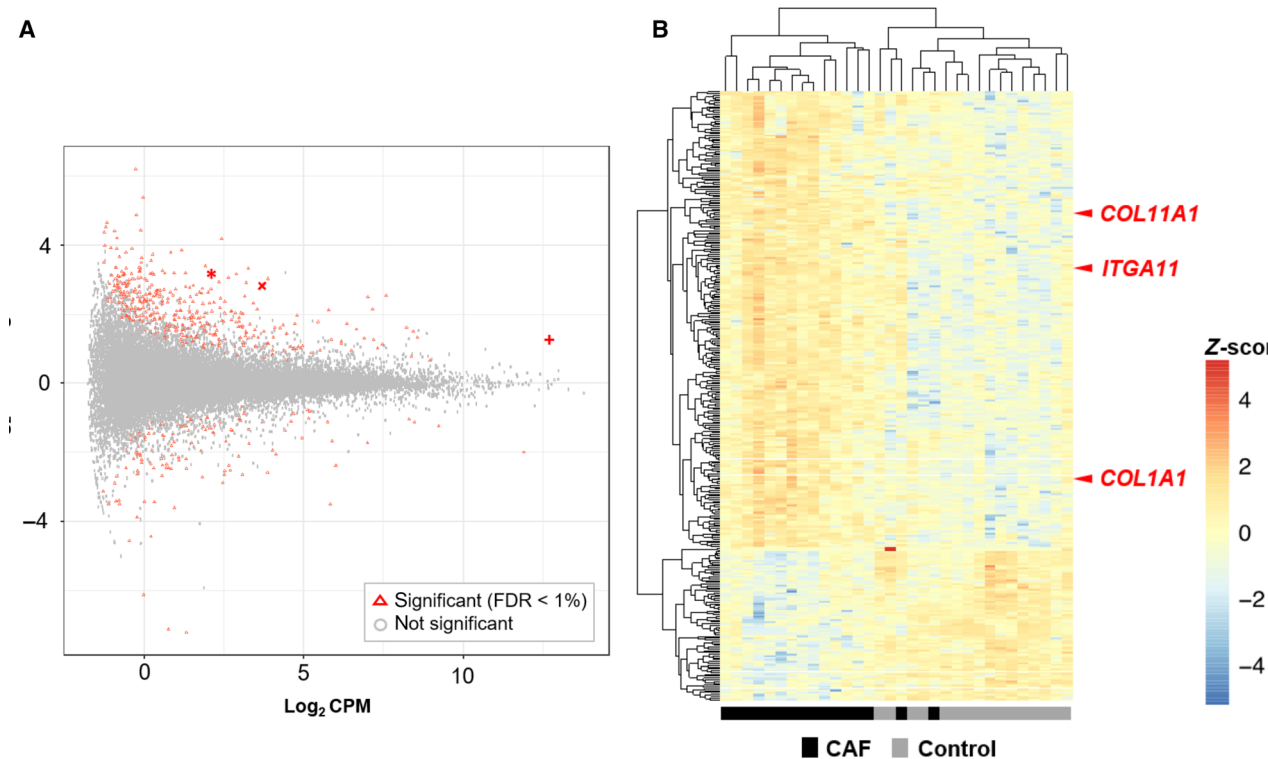 A
4
0
−4
Significant (FDR < 1%)
Not significant
0 5 10
Log2 CPM
B
COL11A1
ITGA11
COL1A1
Z-scor
4
2
0
−2
−4
CAF
Control